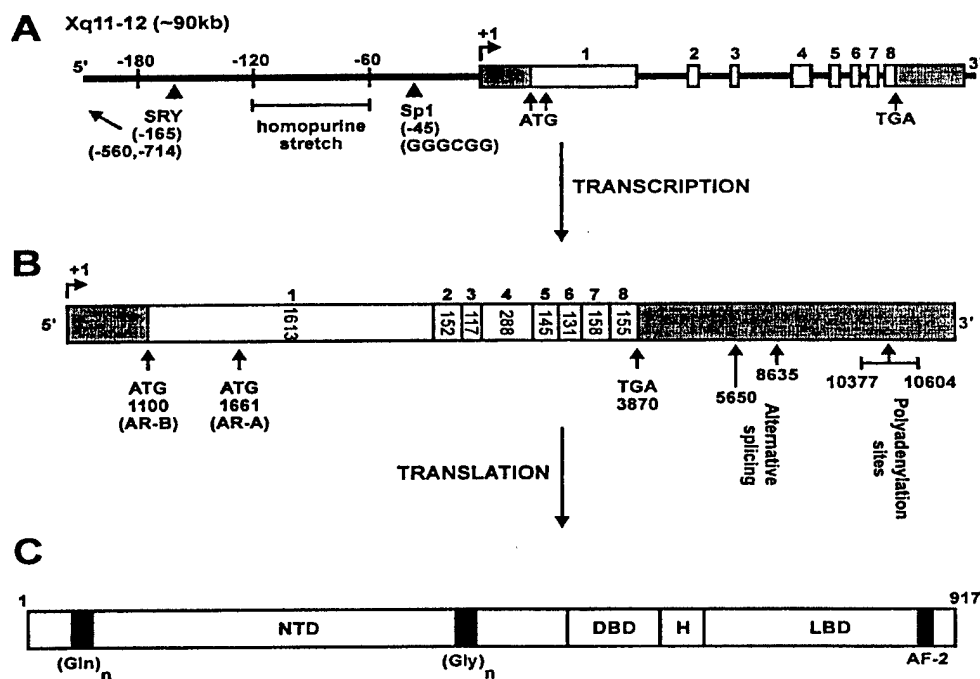 A
Xq11-12 (~90kb)
+1
5'
-180
-120
-60
1
2
3
4
5
6
7
8
3'
SRY
(-165)
(-560,-714)
homopurine
stretch
Sp1
(-45)
(GGGCGG)
ATG
TGA
TRANSCRIPTION
B
+1
5'
1
2
3
4
5
6
7
8
3'
1613
152
117
288
145
131
158
155
ATG
1100
(AR-B)
ATG
1661
(AR-A)
TGA
3870
5650
8635
Alternative
splicing
10377
10604
Polyadenylation
sites
TRANSLATION
C
1
917
NTD
DBD
H
LBD
(Gln)n
(Gly)n
AF-2